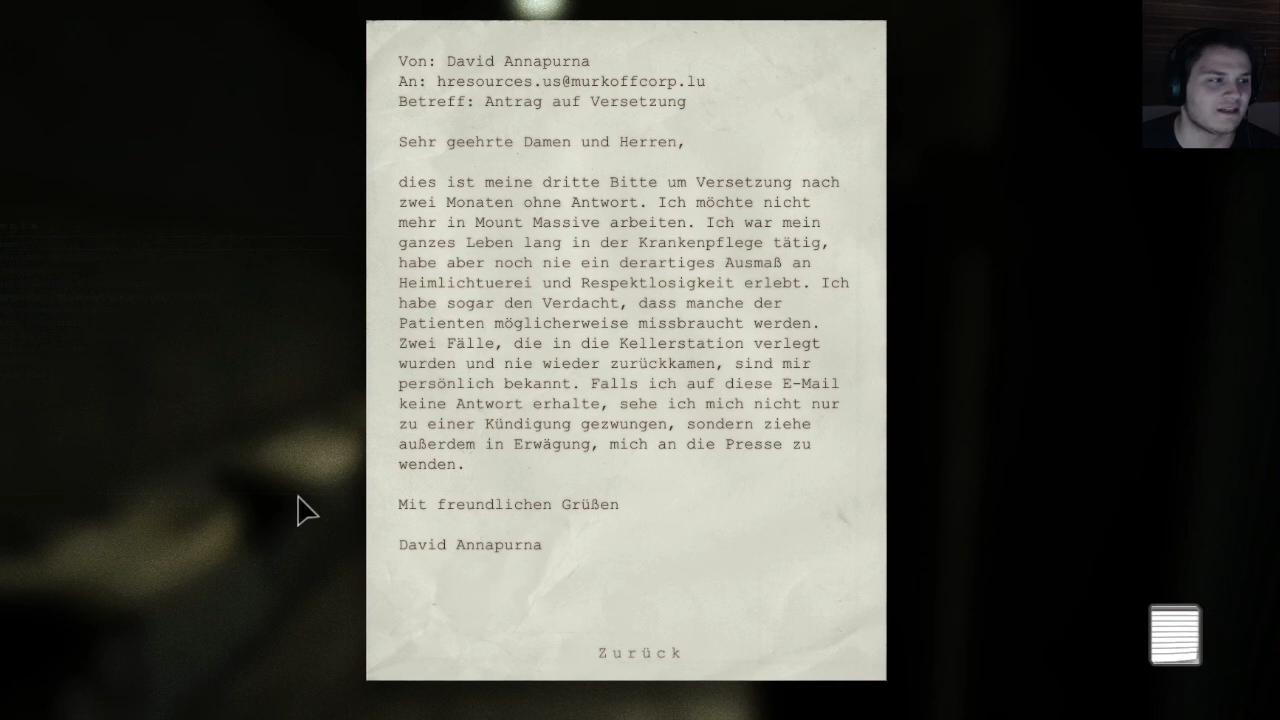 Von: David Annapurna
An: hresources.us@murkoffcorp.lu
Betreff: Antrag auf Versetzung
Sehr geehrte Damen und Herren,
dies ist meine dritte Bitte um Versetzung nach
zwei Monaten ohne Antwort. Ich möchte nicht
mehr in Mount Massive arbeiten. Ich war mein
ganzes Leben lang in der Krankenpflege tätig,
habe aber noch nie ein derartiges Ausmaß an
Heimlichtuerei und Respektlosigkeit erlebt. Ich
habe sogar den Verdacht, dass manche der
Patienten möglicherweise missbraucht werden.
Zwei Fälle, die in die Kellerstation verlegt
wurden und nie wieder zurückkamen, sind mir
persönlich bekannt. Falls ich auf diese E-Mail
keine Antwort erhalte, sehe ich mich nicht nur
zu einer Kündigung gezwungen, sondern ziehe
außerdem in Erwägung, mich an die Presse zu
wenden.
Mit freundlichen Grüßen
David Annapurna
Zurück